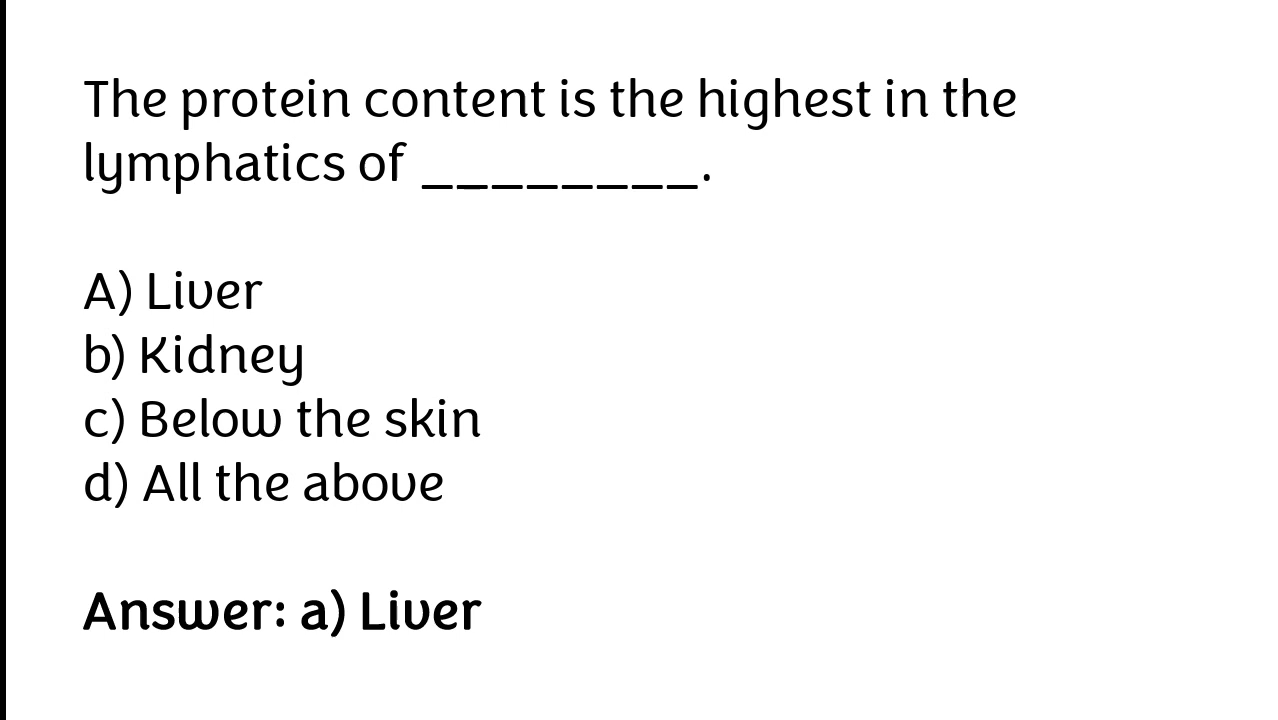 The protein content is the highest in the
lymphatics of ________.
A) Liver
b) Kidney
c) Below the skin
d) All the above
Answer: a) Liver